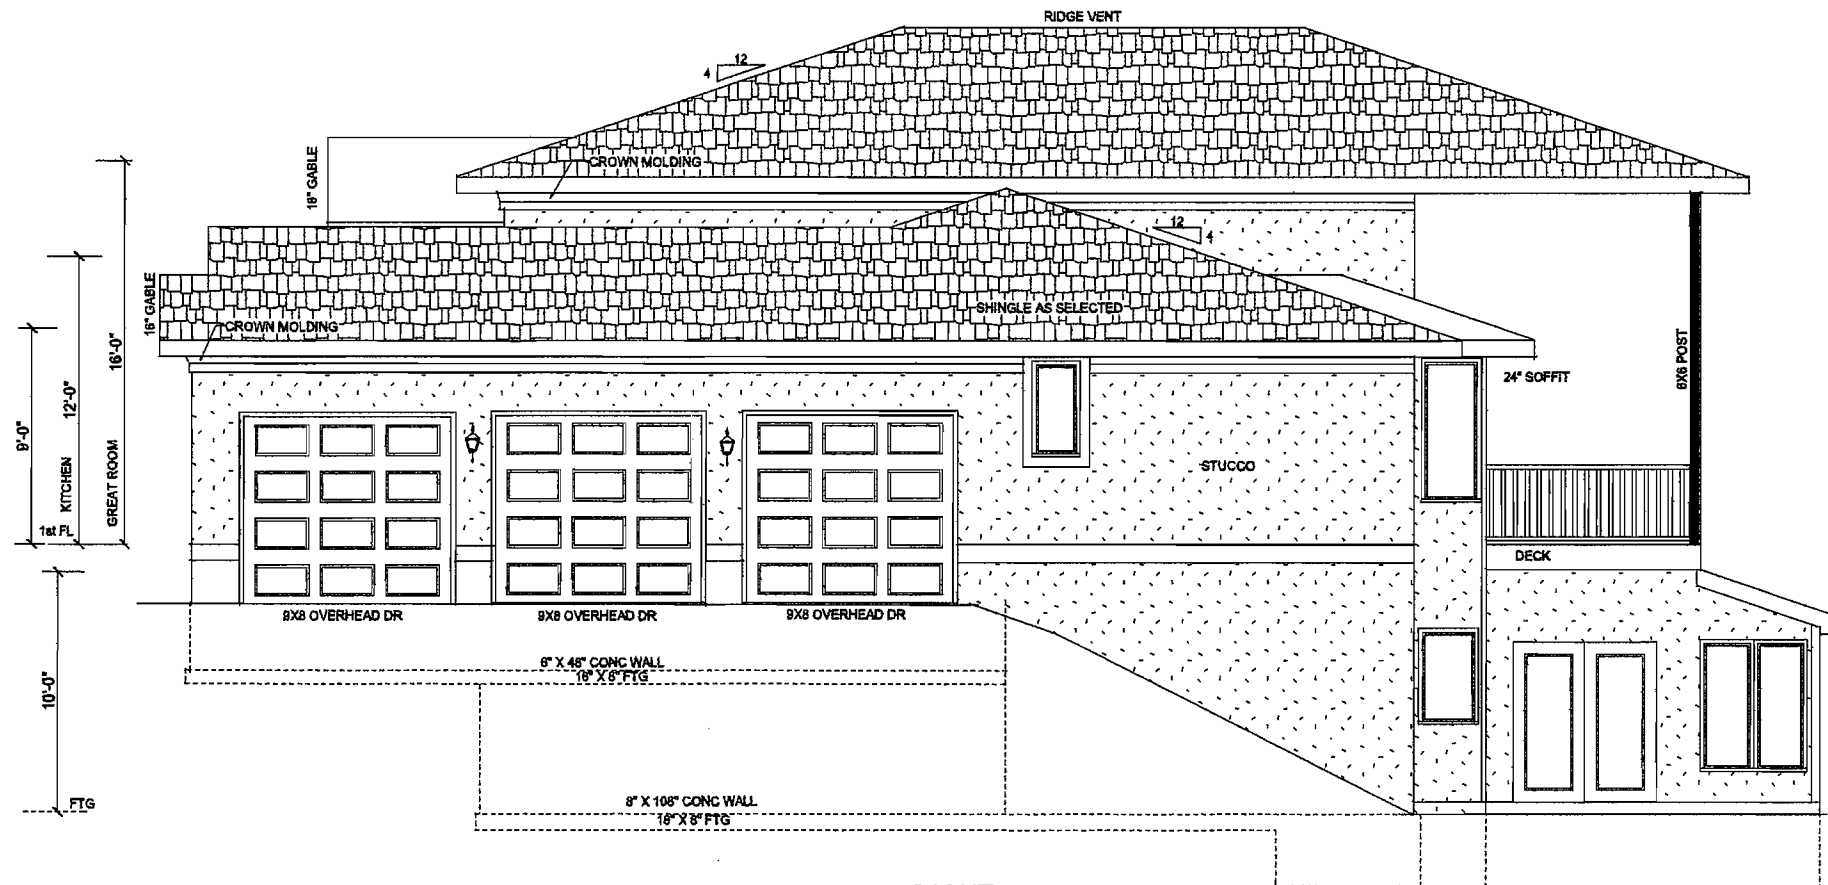 RIDGE VENT
12
4
CROWN MOLDING
18" GABLE
12
4
16" GABLE
SHINGLE AS SELECTED
CROWN MOLDING
16'-0"
6X6 POST
24" SOFFIT
12'-0"
9'-0"
KITCHEN
GREAT ROOM
STUCCO
1st FL
DECK
9X8 OVERHEAD DR
9X8 OVERHEAD DR
9X8 OVERHEAD DR
6" X 48" CONC WALL
16" X 8" FTG
10'-0"
FTG
8" X 108" CONC WALL
16" X 8" FTG